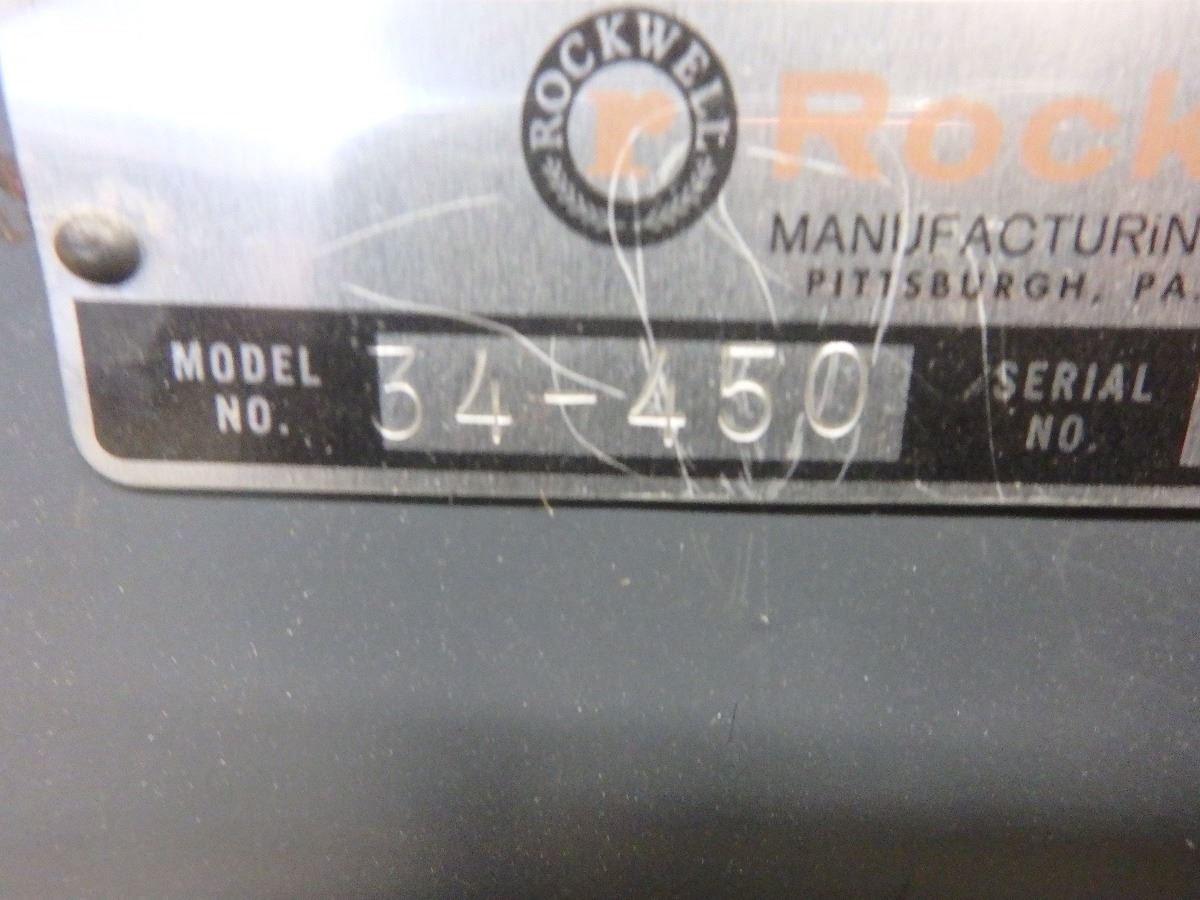 ROCKWELL
r Rock
MANUFACTURiN
PITTSBURGH, PA.
MODEL NO. 34-450 SERIAL NO.